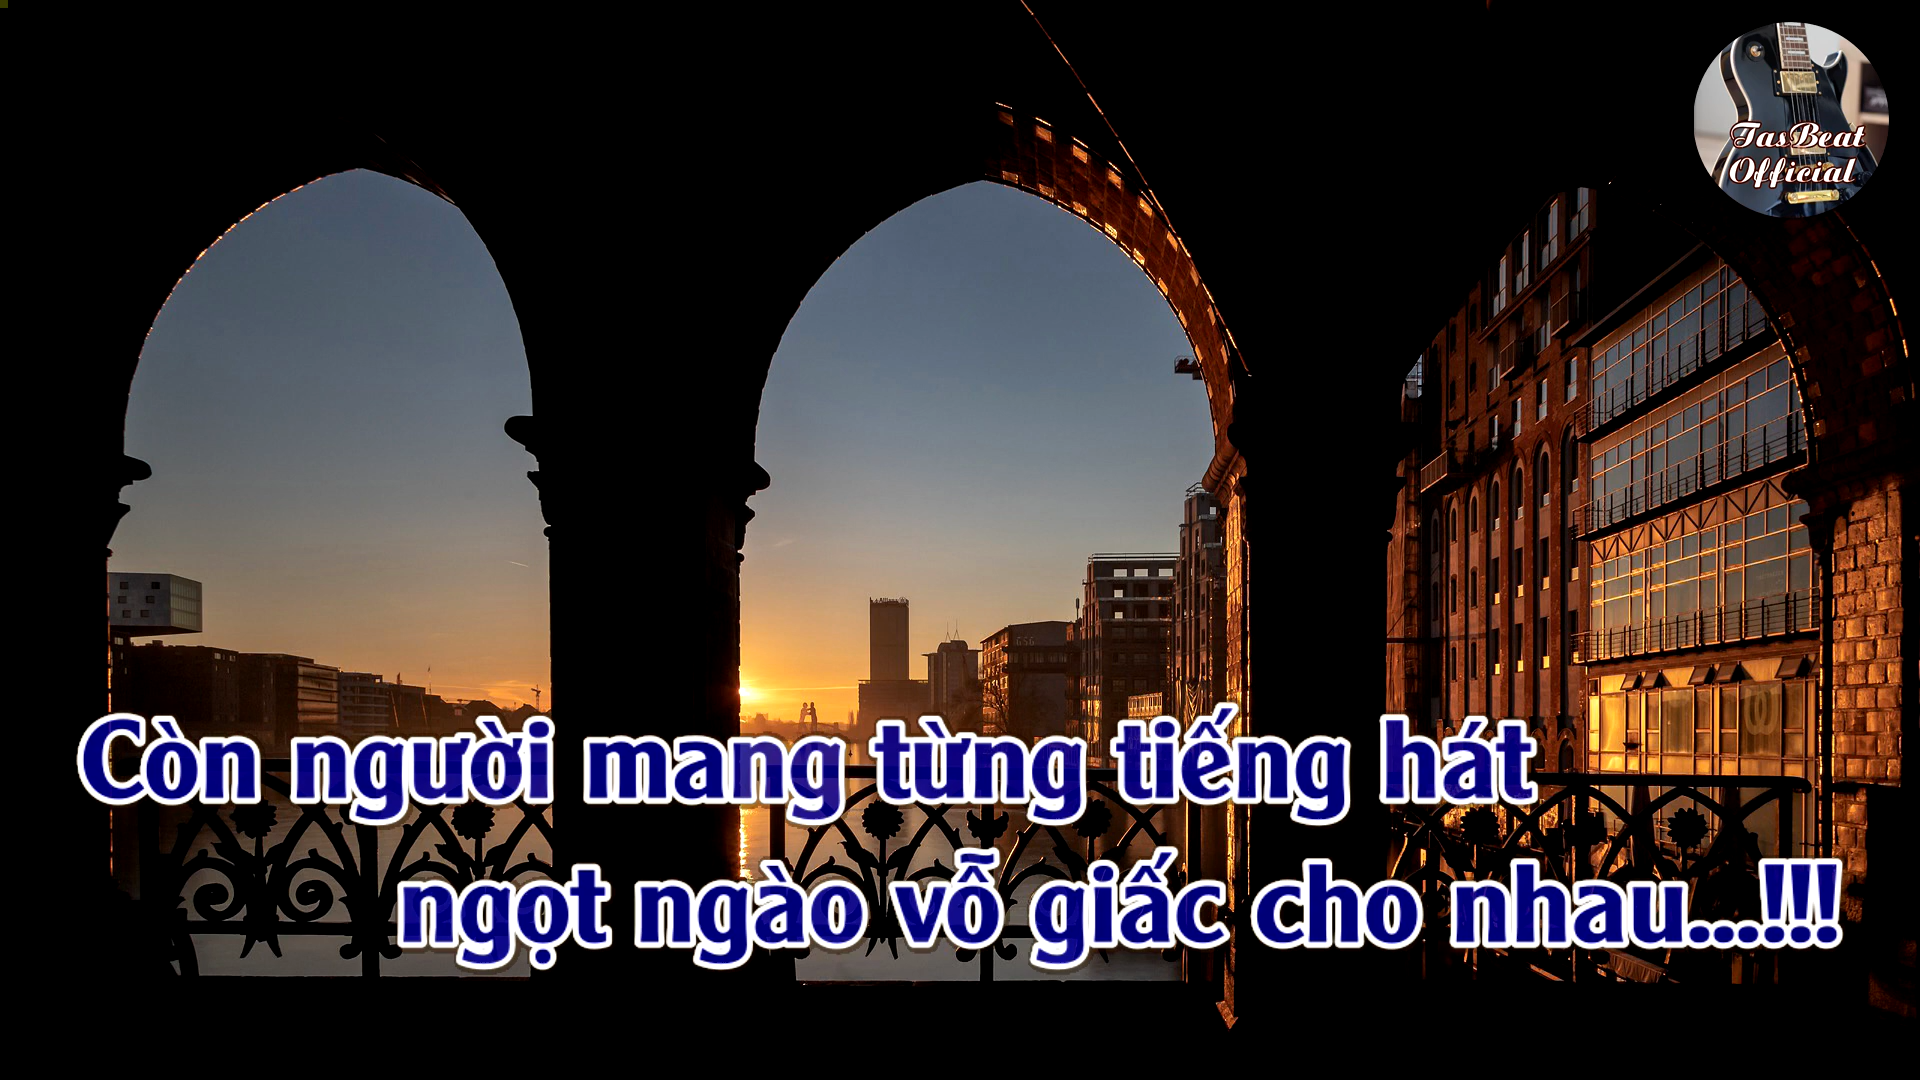 TasBeat
Official
Còn người mang từng tiếng hát
ngọt ngào vỗ giấc cho nhau...!!!